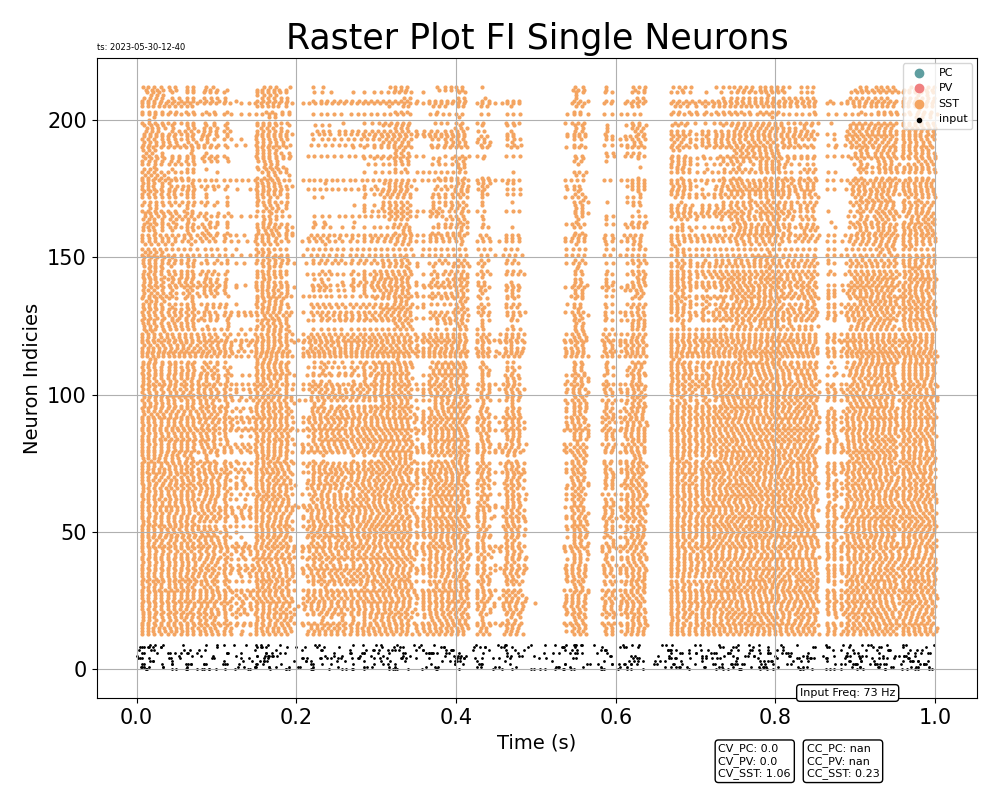 Raster Plot FI Single Neurons
ts: 2023-05-30-12-40
PC
PV
SST
input
Neuron Indicies
200
150
100
50
0
0.0 0.2 0.4 0.6 0.8 1.0
Time (s)
Input Freq: 73 Hz
CV_PC: 0.0
CV_PV: 0.0
CV_SST: 1.06
CC_PC: nan
CC_PV: nan
CC_SST: 0.23